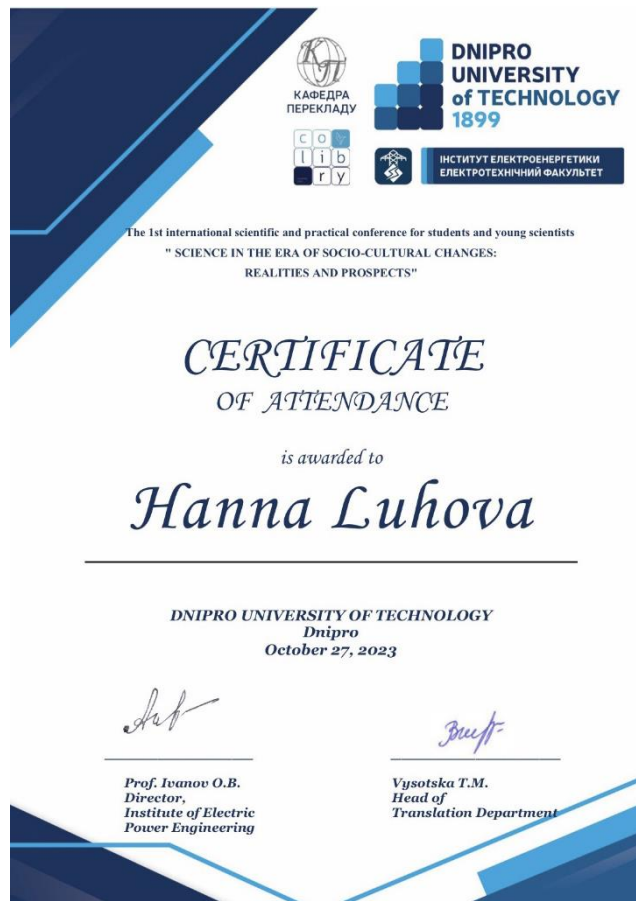 КП
КАФЕДРА
ПЕРЕКЛАДУ
DNIPRO
UNIVERSITY
of TECHNOLOGY
1899
co
lib
ry
ІНСТИТУТ ЕЛЕКТРОЕНЕРГЕТИКИ
ЕЛЕКТРОТЕХНІЧНИЙ ФАКУЛЬТЕТ
The 1st international scientific and practical conference for students and young scientists
" SCIENCE IN THE ERA OF SOCIO-CULTURAL CHANGES:
REALITIES AND PROSPECTS"
CERTIFICATE
OF ATTENDANCE
is awarded to
Hanna Luhova
DNIPRO UNIVERSITY OF TECHNOLOGY
Dnipro
October 27, 2023
Prof. Ivanov O.B.
Director,
Institute of Electric
Power Engineering
Vysotska T.M.
Head of
Translation Department